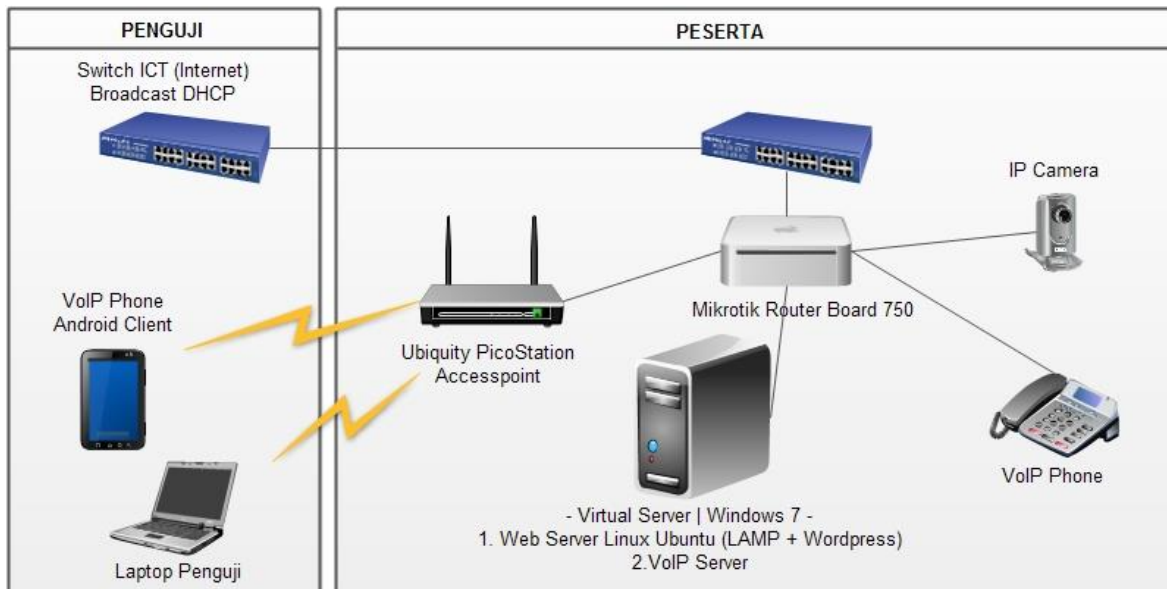 PENGUJI
PESERTA
Switch ICT (Internet)
Broadcast DHCP
IP Camera
VoIP Phone
Android Client
Mikrotik Router Board 750
Ubiquity PicoStation
Accesspoint
VoIP Phone
- Virtual Server | Windows 7 -
1. Web Server Linux Ubuntu (LAMP + Wordpress)
2.VoIP Server
Laptop Penguji